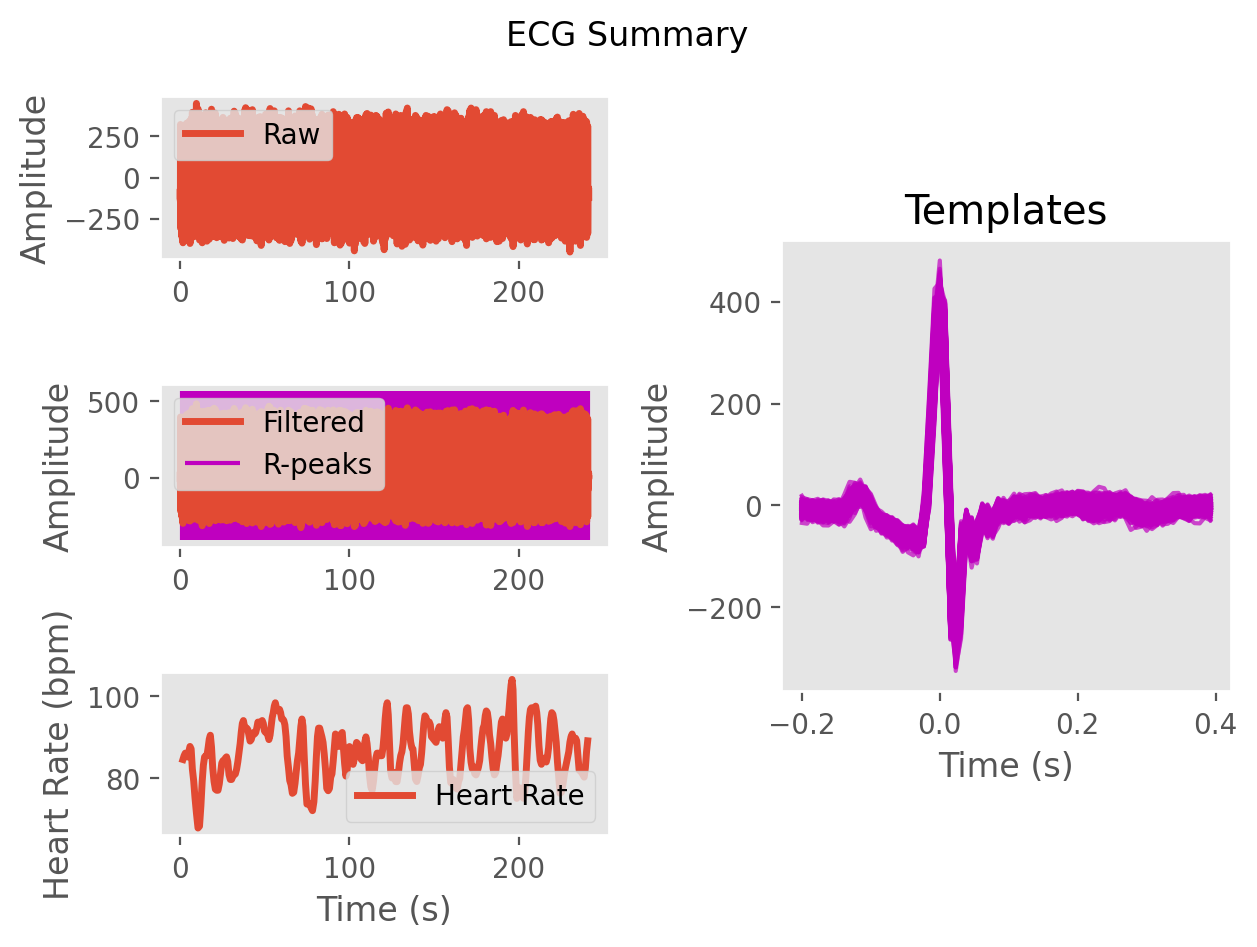 ECG Summary
Amplitude
250
0
−250
Raw
0 100 200
Amplitude
500
0
Filtered
R-peaks
0 100 200
Heart Rate (bpm)
100
80
Heart Rate
0 100 200
Time (s)
Templates
Amplitude
400
200
0
−200
−0.2 0.0 0.2 0.4
Time (s)